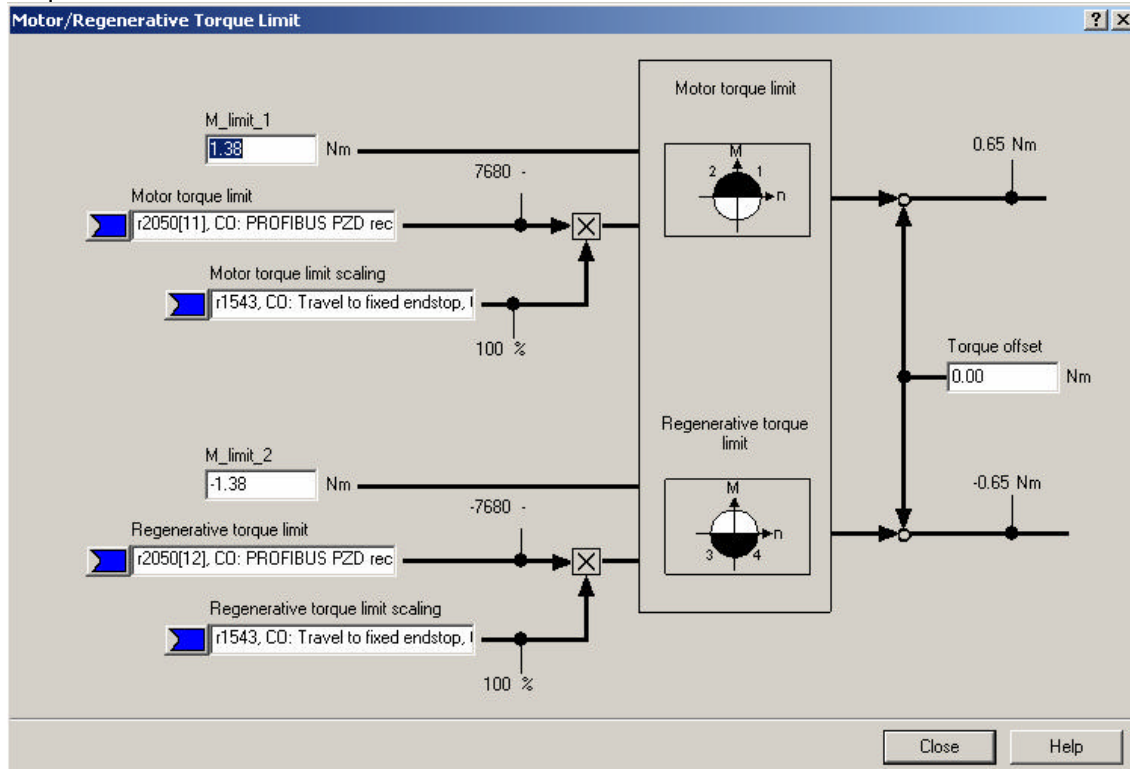 Motor/Regenerative Torque Limit
Motor torque limit
M_limit_1
1.38 Nm
0.65 Nm
M
2 1
n
7680 -
Motor torque limit
r2050[11], CO: PROFIBUS PZD rec
Motor torque limit scaling
r1543, CO: Travel to fixed endstop,
100 %
Torque offset
0.00 Nm
Regenerative torque
limit
M_limit_2
-1.38 Nm
-0.65 Nm
M
n
3 4
-7680 -
Regenerative torque limit
r2050[12], CO: PROFIBUS PZD rec
Regenerative torque limit scaling
r1543, CO: Travel to fixed endstop,
100 %
Close Help